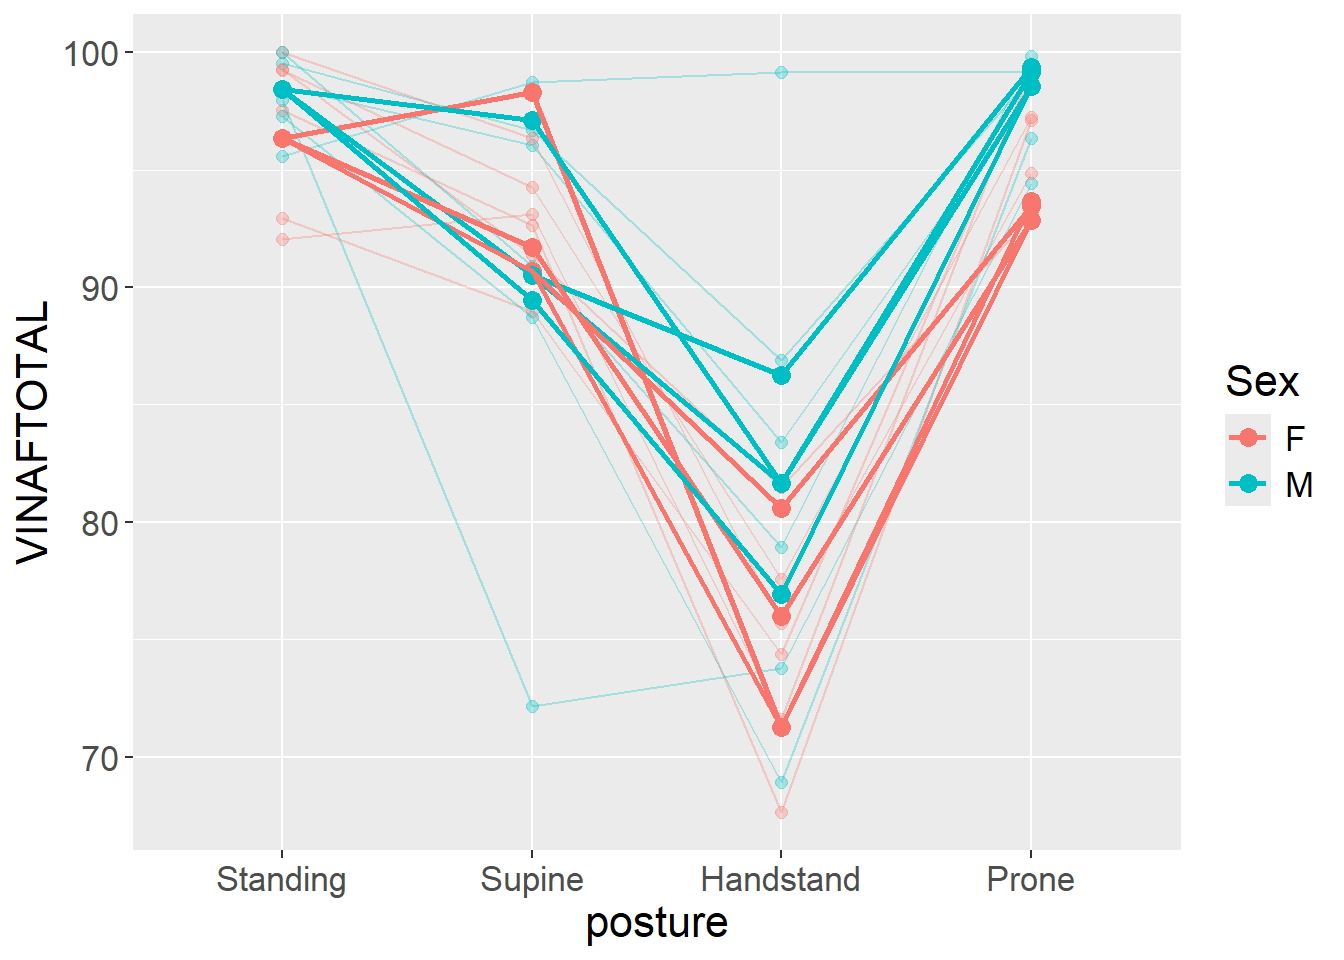 100
90
80
70
VINAFTOTAL
Standing
Supine
Handstand
Prone
posture
Sex
F
M